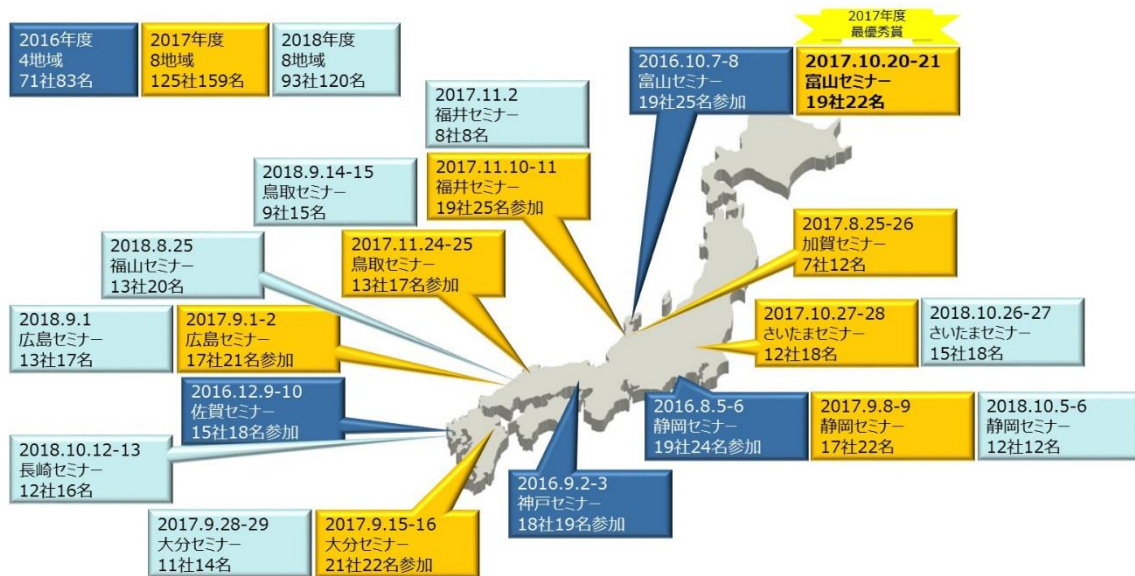 2016年度
4地域
71社83名
2017年度
8地域
125社159名
2018年度
8地域
93社120名
2017年度
最優秀賞
2016.10.7-8
富山セミナー
19社25名参加
2017.10.20-21
富山セミナー
19社22名
2017.11.2
福井セミナー
8社8名
2017.11.10-11
福井セミナー
19社25名参加
2018.9.14-15
鳥取セミナー
9社15名
2017.11.24-25
鳥取セミナー
13社17名参加
2017.8.25-26
加賀セミナー
7社12名
2018.8.25
福山セミナー
13社20名
2018.9.1
広島セミナー
13社17名
2017.9.1-2
広島セミナー
17社21名参加
2017.10.27-28
さいたまセミナー
12社18名
2018.10.26-27
さいたまセミナー
15社18名
2016.12.9-10
佐賀セミナー
15社18名参加
2016.8.5-6
静岡セミナー
19社24名参加
2017.9.8-9
静岡セミナー
17社22名
2018.10.5-6
静岡セミナー
12社12名
2018.10.12-13
長崎セミナー
12社16名
2016.9.2-3
神戸セミナー
18社19名参加
2017.9.28-29
大分セミナー
11社14名
2017.9.15-16
大分セミナー
21社22名参加